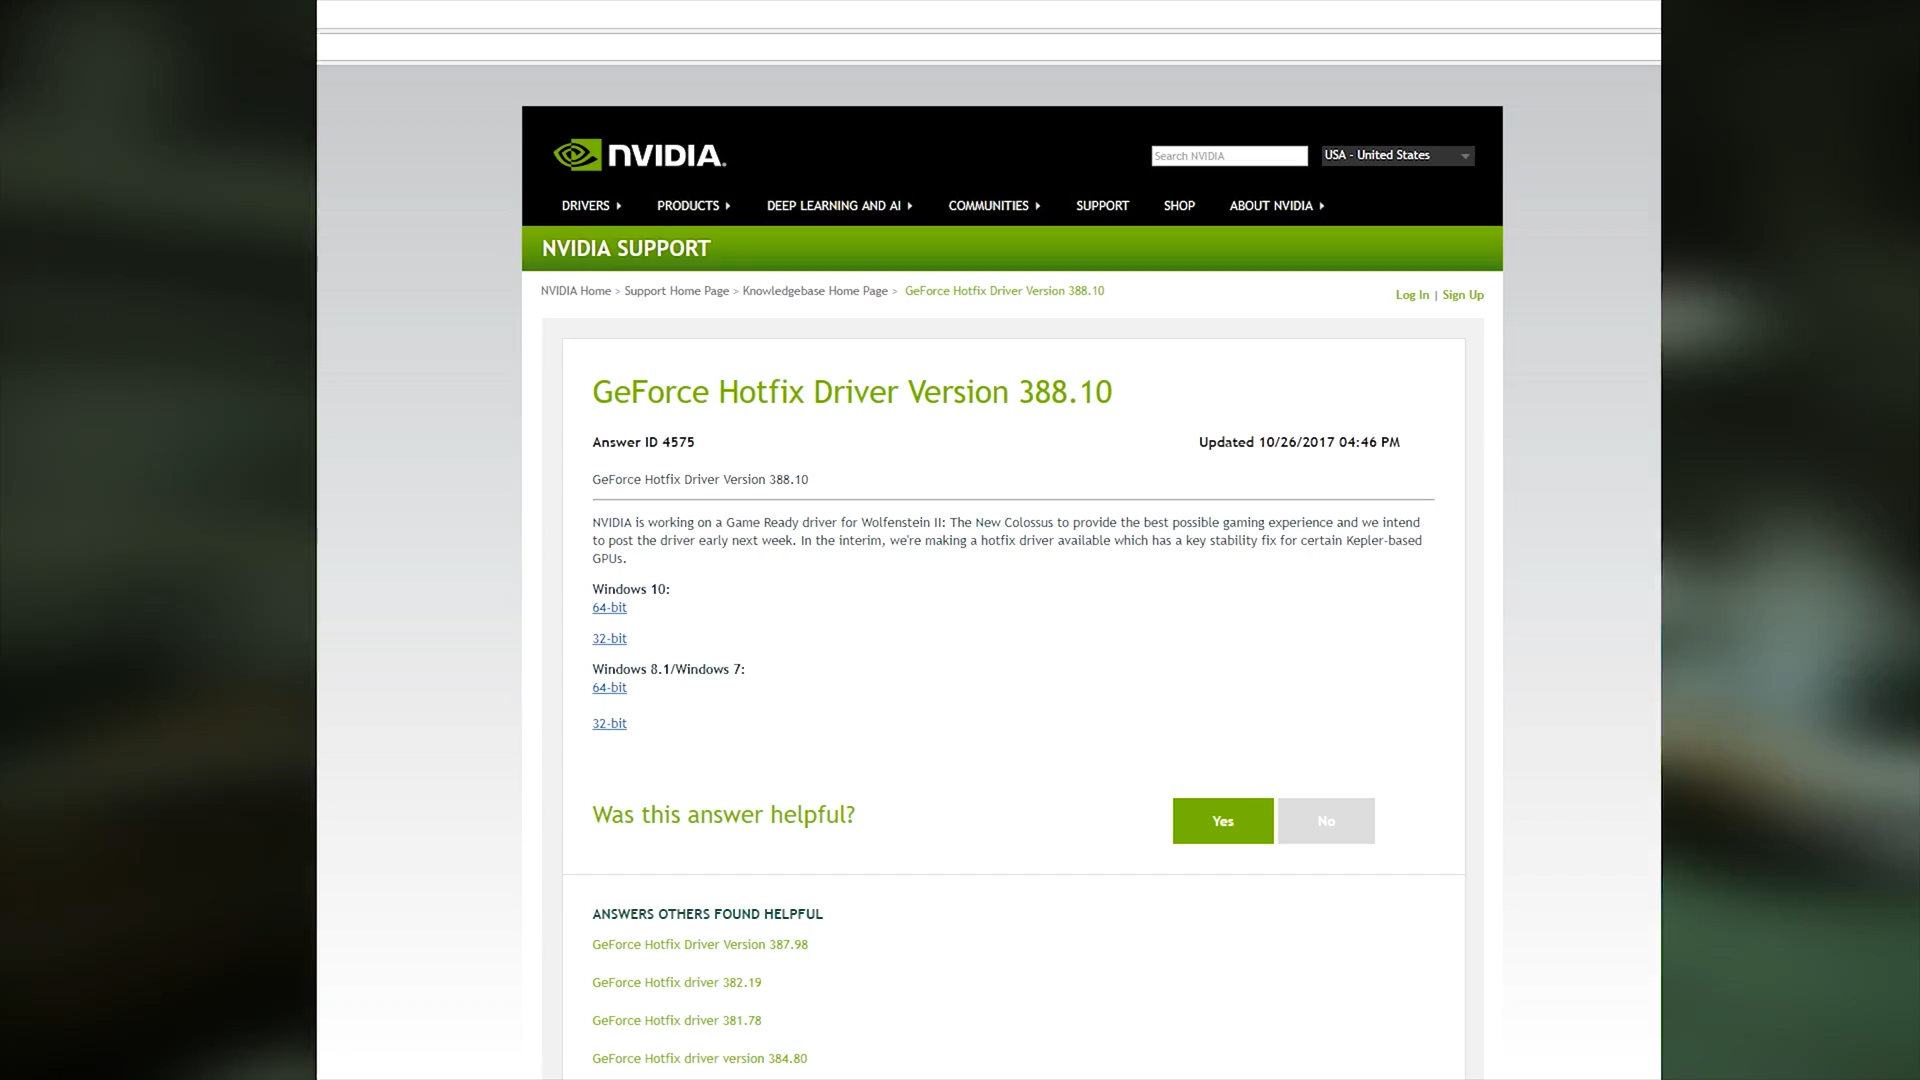 NVIDIA.
Search NVIDIA
USA - United States
DRIVERS PRODUCTS DEEP LEARNING AND AI COMMUNITIES SUPPORT SHOP ABOUT NVIDIA
NVIDIA SUPPORT
NVIDIA Home > Support Home Page > Knowledgebase Home Page > GeForce Hotfix Driver Version 388.10
Log In | Sign Up
GeForce Hotfix Driver Version 388.10
Answer ID 4575
Updated 10/26/2017 04:46 PM
GeForce Hotfix Driver Version 388.10
NVIDIA is working on a Game Ready driver for Wolfenstein II: The New Colossus to provide the best possible gaming experience and we intend
to post the driver early next week. In the interim, we're making a hotfix driver available which has a key stability fix for certain Kepler-based
GPUs.
Windows 10:
64-bit
32-bit
Windows 8.1/Windows 7:
64-bit
32-bit
Was this answer helpful?
Yes
No
ANSWERS OTHERS FOUND HELPFUL
GeForce Hotfix Driver Version 387.98
GeForce Hotfix driver 382.19
GeForce Hotfix driver 381.78
GeForce Hotfix driver version 384.80